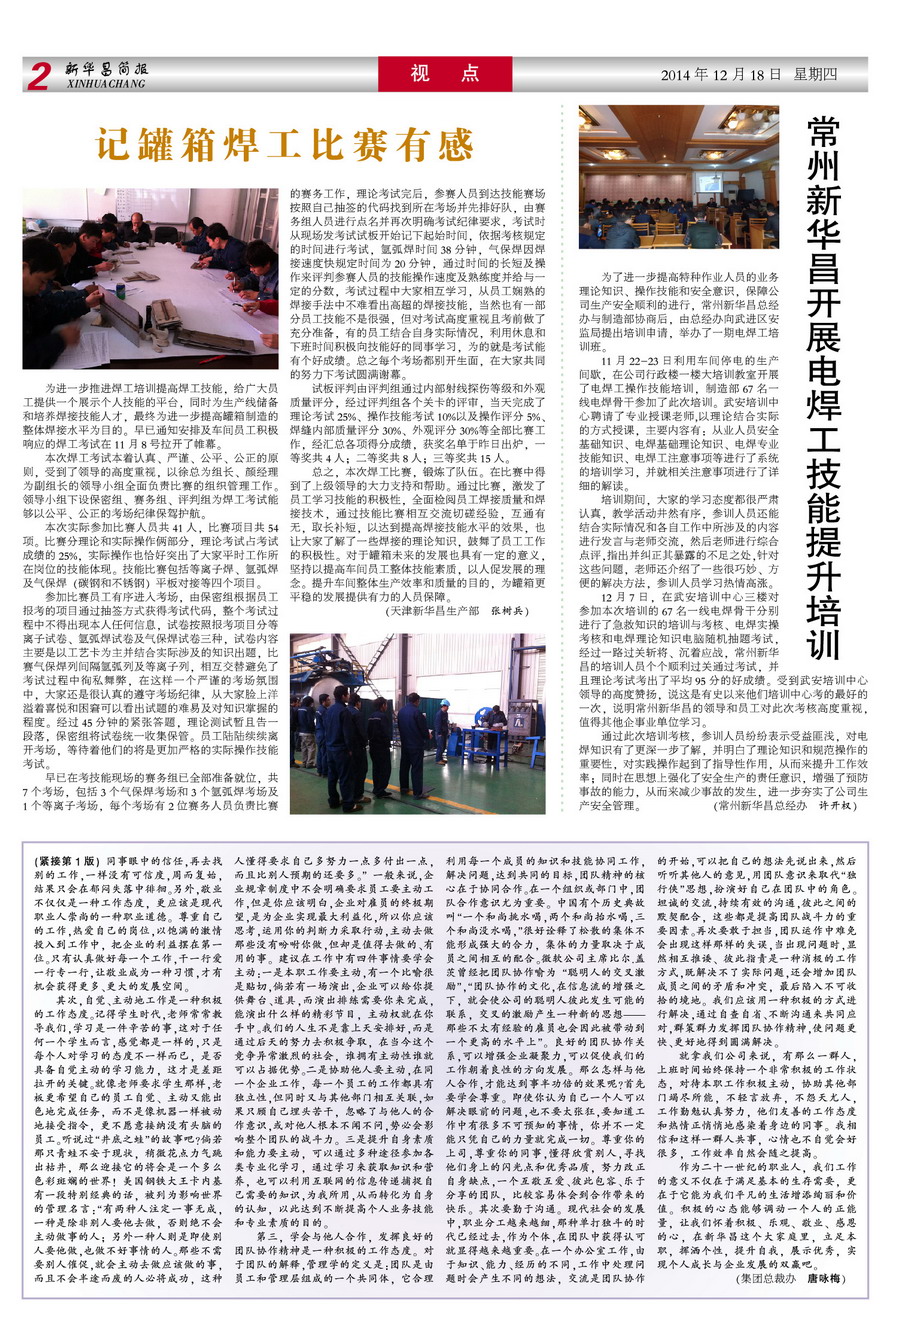 2
新华昌简报
XINHUACHANG
视 点
2014 年 12 月 18 日 星期四
记罐箱焊工比赛有感
为进一步推进焊工培训提高焊工技能，给广大员
工提供一个展示个人技能的平台，同时为生产线储备
和培养焊接技能人才，最终为进一步提高罐箱制造的
整体焊接水平为目的。早已通知安排及车间员工积极
响应的焊工考试在 11 月 8 号拉开了帷幕。
本次焊工考试本着认真、严谨、公平、公正的原
则，受到了领导的高度重视，以徐总为组长、颜经理
为副组长的领导小组全面负责比赛的组织管理工作。
领导小组下设保密组、赛务组、评判组为焊工考试能
够以公平、公正的考场纪律保驾护航。
本次实际参加比赛人员共 41 人，比赛项目共 54
项。比赛分理论和实际操作俩部分，理论考试占考试
成绩的 25%，实际操作也恰好突出了大家平时工作所
在岗位的技能体现。技能比赛包括等离子焊、氩弧焊
及气保焊（碳钢和不锈钢）平板对接等四个项目。
参加比赛员工有序进入考场，由保密组根据员工
报考的项目通过抽签方式获得考试代码，整个考试过
程中不得出现本人任何信息，试卷按照报考项目分等
离子试卷、氩弧焊试卷及气保焊试卷三种，试卷内容
主要是以工艺卡为主并结合实际涉及的知识出题，比
赛气保焊列间隔氩弧列及等离子列，相互交替避免了
考试过程中徇私舞弊，在这样一个严谨的考场氛围
中，大家还是很认真的遵守考场纪律，从大家脸上洋
溢着喜悦和困窘可以看出试题的难易及对知识掌握的
程度。经过 45 分钟的紧张答题，理论测试暂且告一
段落，保密组将试卷统一收集保管。员工陆陆续续离
开考场，等待着他们的将是更加严格的实际操作技能
考试。
早已在考技能现场的赛务组已全部准备就位，共
7 个考场，包括 3 个气保焊考场和 3 个氩弧焊考场及
1 个等离子考场，每个考场有 2 位赛务人员负责比赛
的赛务工作，理论考试完后，参赛人员到达技能赛场
按照自己抽签的代码找到所在考场并先排好队，由赛
务组人员进行点名并再次明确考试纪律要求，考试时
从现场发考试试板开始记下起始时间，依据考核规定
的时间进行考试，氩弧焊时间 38 分钟，气保焊因焊
接速度快规定时间为 20 分钟，通过时间的长短及操
作来评判参赛人员的技能操作速度及熟练度并给与一
定的分数，考试过程中大家相互学习，从员工娴熟的
焊接手法中不难看出高超的焊接技能，当然也有一部
分员工技能不是很强，但对考试高度重视且考前做了
充分准备，有的员工结合自身实际情况，利用休息和
下班时间积极向技能好的同事学习，为的就是考试能
有个好成绩。总之每个考场都别开生面，在大家共同
的努力下考试圆满谢幕。
试板评判由评判组通过内部射线探伤等级和外观
质量评分，经过评判组各个关卡的评审，当天完成了
理论考试 25%、操作技能考试 10%以及操作评分 5%、
焊缝内部质量评分 30%、外观评分 30%等全部比赛工
作，经汇总各项得分成绩，获奖名单于昨日出炉，一
等奖共 4 人；二等奖共 8 人；三等奖共 15 人。
总之，本次焊工比赛，锻炼了队伍。在比赛中得
到了上级领导的大力支持和帮助。通过比赛，激发了
员工学习技能的积极性，全面检阅员工焊接质量和焊
接技术，通过技能比赛相互交流切磋经验，互通有
无，取长补短，以达到提高焊接技能水平的效果，也
让大家了解了一些焊接的理论知识，鼓舞了员工工作
的积极性。对于罐箱未来的发展也具有一定的意义，
坚持以提高车间员工整体技能素质，以人促发展的理
念。提升车间整体生产效率和质量的目的，为罐箱更
平稳的发展提供有力的人员保障。
（天津新华昌生产部 张树兵）
常州新华昌开展电焊工技能提升培训
为了进一步提高特种作业人员的业务
理论知识、操作技能和安全意识，保障公
司生产安全顺利的进行，常州新华昌总经
办与制造部协商后，由总经办向武进区安
监局提出培训申请，举办了一期电焊工培
训班。
11 月 22-23 日利用车间停电的生产
间歇，在公司行政楼一楼大培训教室开展
了电焊工操作技能培训，制造部 67 名一
线电焊骨干参加了此次培训。武安培训中
心聘请了专业授课老师,以理论结合实际
的方式授课，主要内容有；从业人员安全
基础知识、电焊基础理论知识、电焊专业
技能知识、电焊工注意事项等进行了系统
的培训学习，并就相关注意事项进行了详
细的解读。
培训期间，大家的学习态度都很严肃
认真，教学活动井然有序，参训人员还能
结合实际情况和各自工作中所涉及的内容
进行发言与老师交流，然后老师进行综合
点评,指出并纠正其暴露的不足之处,针对
这些问题，老师还介绍了一些很巧妙、方
便的解决方法，参训人员学习热情高涨。
12 月 7 日，在武安培训中心三楼对
参加本次培训的 67 名一线电焊骨干分别
进行了急救知识的培训与考核、电焊实操
考核和电焊理论知识电脑随机抽题考试，
经过一路过关斩将、沉着应战，常州新华
昌的培训人员个个顺利过关通过考试，并
且理论考试考出了平均 95 分的好成绩。受到武安培训中心
领导的高度赞扬，说这是有史以来他们培训中心考的最好的
一次，说明常州新华昌的领导和员工对此次考核高度重视，
值得其他企事业单位学习。
通过此次培训考核，参训人员纷纷表示受益匪浅，对电
焊知识有了更深一步了解，并明白了理论知识和规范操作的
重要性，对实践操作起到了指导性作用，从而来提升工作效
率；同时在思想上强化了安全生产的责任意识，增强了预防
事故的能力，从而来减少事故的发生，进一步夯实了公司生
产安全管理。 （常州新华昌总经办 许开权）
(紧接第 1 版) 同事眼中的信任,再去找
别的工作,一样没有可信度,周而复始,
结果只会在郁闷失落中徘徊。另外,敬业
不仅仅是一种工作态度，更应该是现代
职业人崇尚的一种职业道德。尊重自己
的工作,热爱自己的岗位,以饱满的激情
投入到工作中，把企业的利益摆在第一
位。只有认真做好每一个工作,干一行爱
一行专一行,让敬业成为一种习惯,才有
机会获得更多、更大的发展空间。
其次,自觉、主动地工作是一种积极
的工作态度。记得学生时代,老师常常教
导我们,学习是一件辛苦的事,这对于任
何一个学生而言,感觉都是一样的,只是
每个人对学习的态度不一样而已，是否
具备自觉主动的学习能力，这才是差距
拉开的关键。就像老师要求学生那样,老
板更希望自己的员工自觉、主动又能出
色地完成任务，而不是像机器一样被动
地接受指令，更不愿意接纳没有头脑的
员工。听说过“井底之蛙”的故事吧?倘若
那只青蛙不安于现状，稍微花点力气跳
出枯井，那么迎接它的将会是一个多么
色彩斑斓的世界！美国钢铁大王卡内基
有一段特别经典的话，被列为影响世界
的管理名言：“有两种人注定一事无成，
一种是除非别人要他去做，否则绝不会
主动做事的人；另外一种人则是即使别
人要他做,也做不好事情的人。那些不需
要别人催促,就会主动去做应该做的事,
而且不会半途而废的人必将成功，这种
人懂得要求自己多努力一点多付出一点,
而且比别人预期的还要多。”一般来说,企
业规章制度中不会明确要求员工要主动工
作,但是你应该明白,企业对雇员的终极期
望,是为企业实现最大利益化,所以你应该
思考,运用你的判断力采取行动,主动去做
那些没有吩咐你做,但却是值得去做的、有
用的事。建议在工作中有四件事情要学会
主动:一是本职工作要主动,有一个比喻很
是贴切,倘若有一场演出,企业可以给你提
供舞台、道具,而演出排练需要你来完成,
能演出什么样的精彩节目，主动权就在你
手中。我们的人生不是靠上天安排好,而是
通过后天的努力去积极争取，在当今这个
竞争异常激烈的社会，谁拥有主动性谁就
可以占据优势。二是协助他人要主动,在同
一个企业工作，每一个员工的工作都具有
独立性,但同时又与其他部门相互关联,如
果只顾自己埋头苦干，忽略了与他人的合
作意识,或对他人根本不闻不问,势必会影
响整个团队的战斗力。三是提升自身素质
和能力要主动，可以通过多种途径参加各
类专业化学习，通过学习来获取知识和营
养，也可以利用互联网的信息传递捕捉自
己需要的知识,为我所用,从而转化为自身
的认知，以此达到不断提高个人业务技能
和专业素质的目的。
第三，学会与他人合作，发挥良好的
团队协作精神是一种积极的工作态度。对
于团队的解释,管理学的定义是:团队是由
员工和管理层组成的一个共同体，它合理
利用每一个成员的知识和技能协同工作,
解决问题,达到共同的目标,团队精神的核
心在于协同合作。在一个组织或部门中,团
队合作意识尤为重要。中国有个历史典故
叫“一个和尚挑水喝,两个和尚抬水喝,三
个和尚没水喝，”很好诠释了松散的集体不
能形成强大的合力，集体的力量取决于成
员之间相互的配合。微软公司主席比尔.盖
茨曾经把团队协作喻为“聪明人的交叉激
励”,“团队协作的文化,在信息流的增强之
下，就会使公司的聪明人彼此发生可能的
联系，交叉的激励产生一种新的思想——
那些不太有经验的雇员也会因此被带动到
一个更高的水平上”。良好的团队协作关
系,可以增强企业凝聚力,可以促使我们的
工作朝着良性的方向发展。那么怎样与他
人合作,才能达到事半功倍的效果呢?首先
要学会尊重。即使你认为自己一个人可以
解决眼前的问题,也不要太张狂,要知道工
作中有很多不可预知的事情，你并不一定
能只凭自己的力量就完成一切。尊重你的
上司,尊重你的同事,懂得欣赏别人,寻找
他们身上的闪光点和优秀品质，努力改正
自身缺点,一个互敬互爱、彼此包容、乐于
分享的团队，比较容易体会到合作带来的
快乐。其次要勤于沟通。现代社会的发展
中,职业分工越来越细,那种单打独斗的时
代已经过去,作为个体,在团队中获得认可
就显得越来越重要。在一个办公室工作,由
于知识、能力、经历的不同,工作中处理问
题时会产生不同的想法，交流是团队协作
的开始,可以把自己的想法先说出来,然后
听听其他人的意见,用团队意识来取代“独
行侠”思想,扮演好自己在团队中的角色。
坦诚的交流,持续有效的沟通,彼此之间的
默契配合，这些都是提高团队战斗力的重
要因素。再次要敢于担当,团队运作中难免
会出现这样那样的失误,当出现问题时,显
然相互推诿、彼此指责是一种消极的工作
方式,既解决不了实际问题,还会增加团队
成员之间的矛盾和冲突，最后陷入不可收
拾的境地。我们应该用一种积极的方式进
行解决,通过自查自省、不断沟通来共同应
对,群策群力发挥团队协作精神,使问题更
快、更好地得到圆满解决。
就拿我们公司来说，有那么一群人，
上班时间始终保持一个非常积极的工作状
态，对待本职工作积极主动，协助其他部
门竭尽所能，不轻言放弃，不怨天尤人，
工作勤勉认真努力，他们友善的工作态度
和热情正悄悄地感染着身边的同事。我相
信和这样一群人共事，心情也不自觉会好
很多，工作效率自然会随之提高。
作为二十一世纪的职业人，我们工作
的意义不仅在于满足基本的生存需要，更
在于它能为我们平凡的生活增添绚丽和价
值。积极的心态能够调动一个人的正能
量，让我们怀着积极、乐观、敬业、感恩
的心，在新华昌这个大家庭里，立足本
职，挥洒个性，提升自我，展示优秀，实
现个人成长与企业发展的双赢吧。
（集团总裁办 唐咏梅）